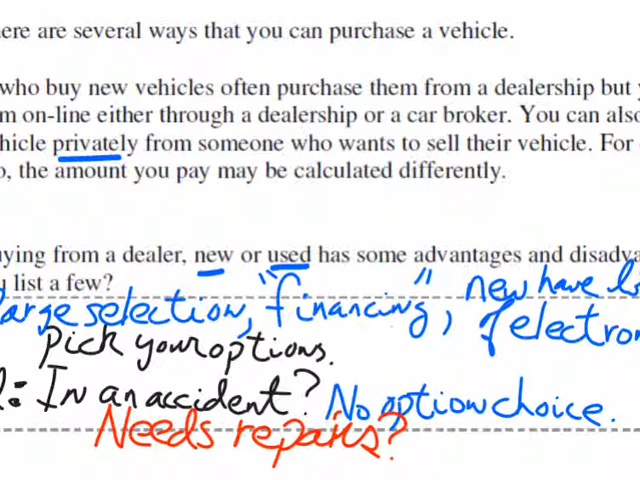 ere are several ways that you can purchase a vehicle.
who buy new vehicles often purchase them from a dealership but
m on-line either through a dealership or a car broker. You can also
hicle privately from someone who wants to sell their vehicle. For
o, the amount you pay may be calculated differently.
ying from a dealer, new or used has some advantages and disadva
list a few?
large selection, "financing", new have
electron
Pick your options.
: In an accident? No option choice.
Needs repairs?